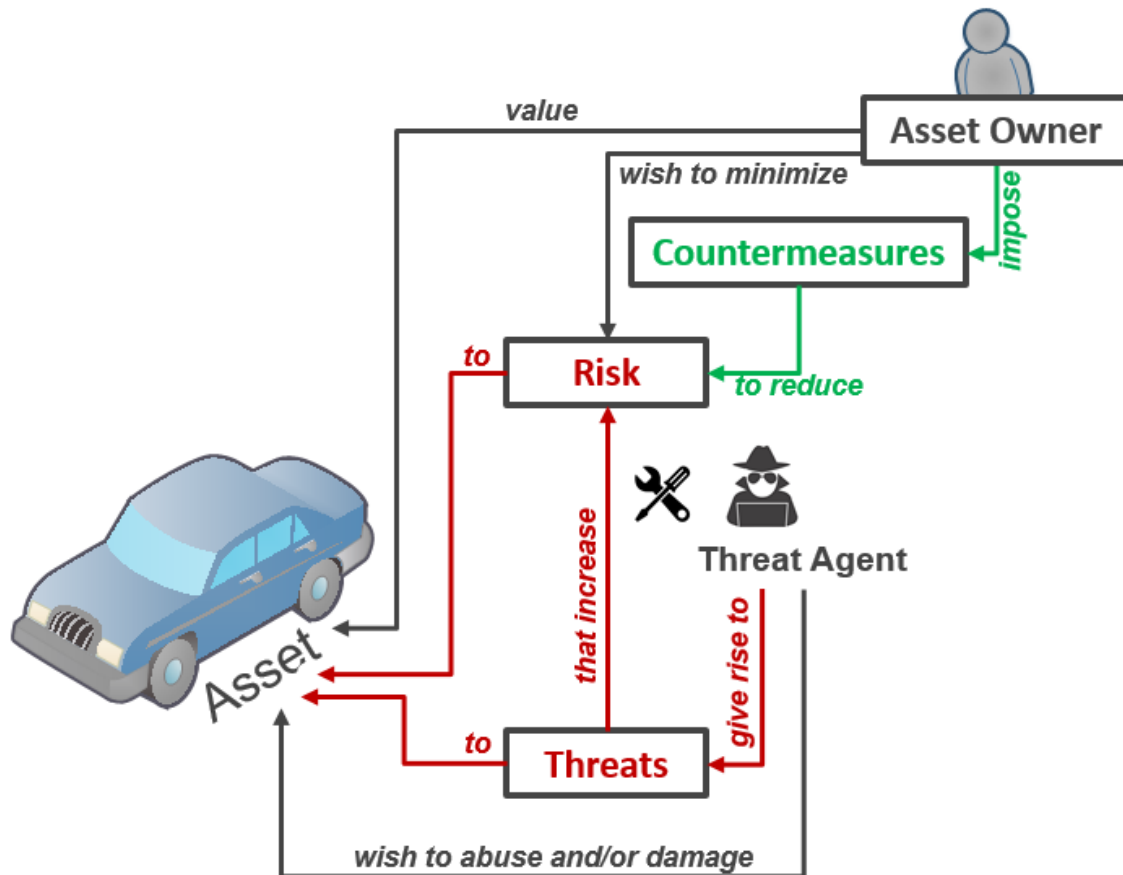 value
Asset Owner
wish to minimize
impose
Countermeasures
to
Risk
to reduce
that increase
Threat Agent
give rise to
Asset
to
Threats
wish to abuse and/or damage